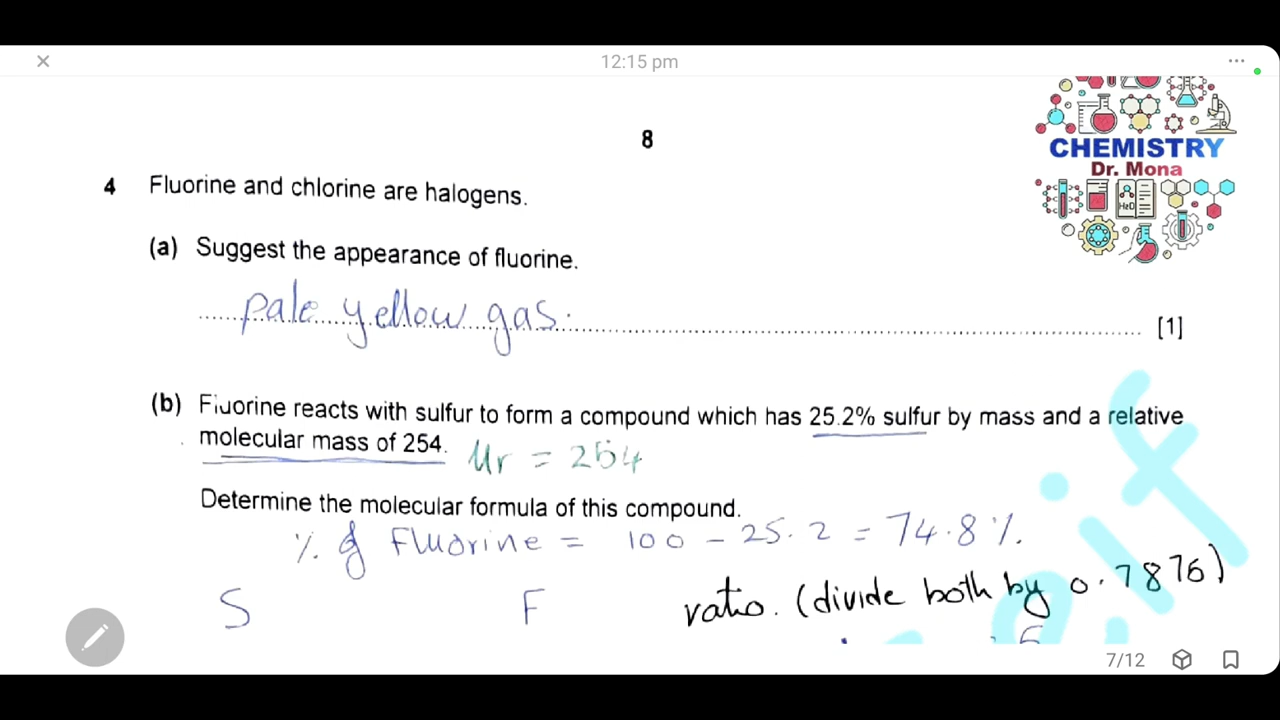 12:15 pm
8
CHEMISTRY
Dr. Mona
H₂O
4 Fluorine and chlorine are halogens.
(a) Suggest the appearance of fluorine.
pale yellow gas. [1]
(b) Fluorine reacts with sulfur to form a compound which has 25.2% sulfur by mass and a relative
molecular mass of 254.
Mr = 254
Determine the molecular formula of this compound.
% of Fluorine = 100 - 25.2 = 74.8%.
S F
ratio. (divide both by 0.7876)
7/12